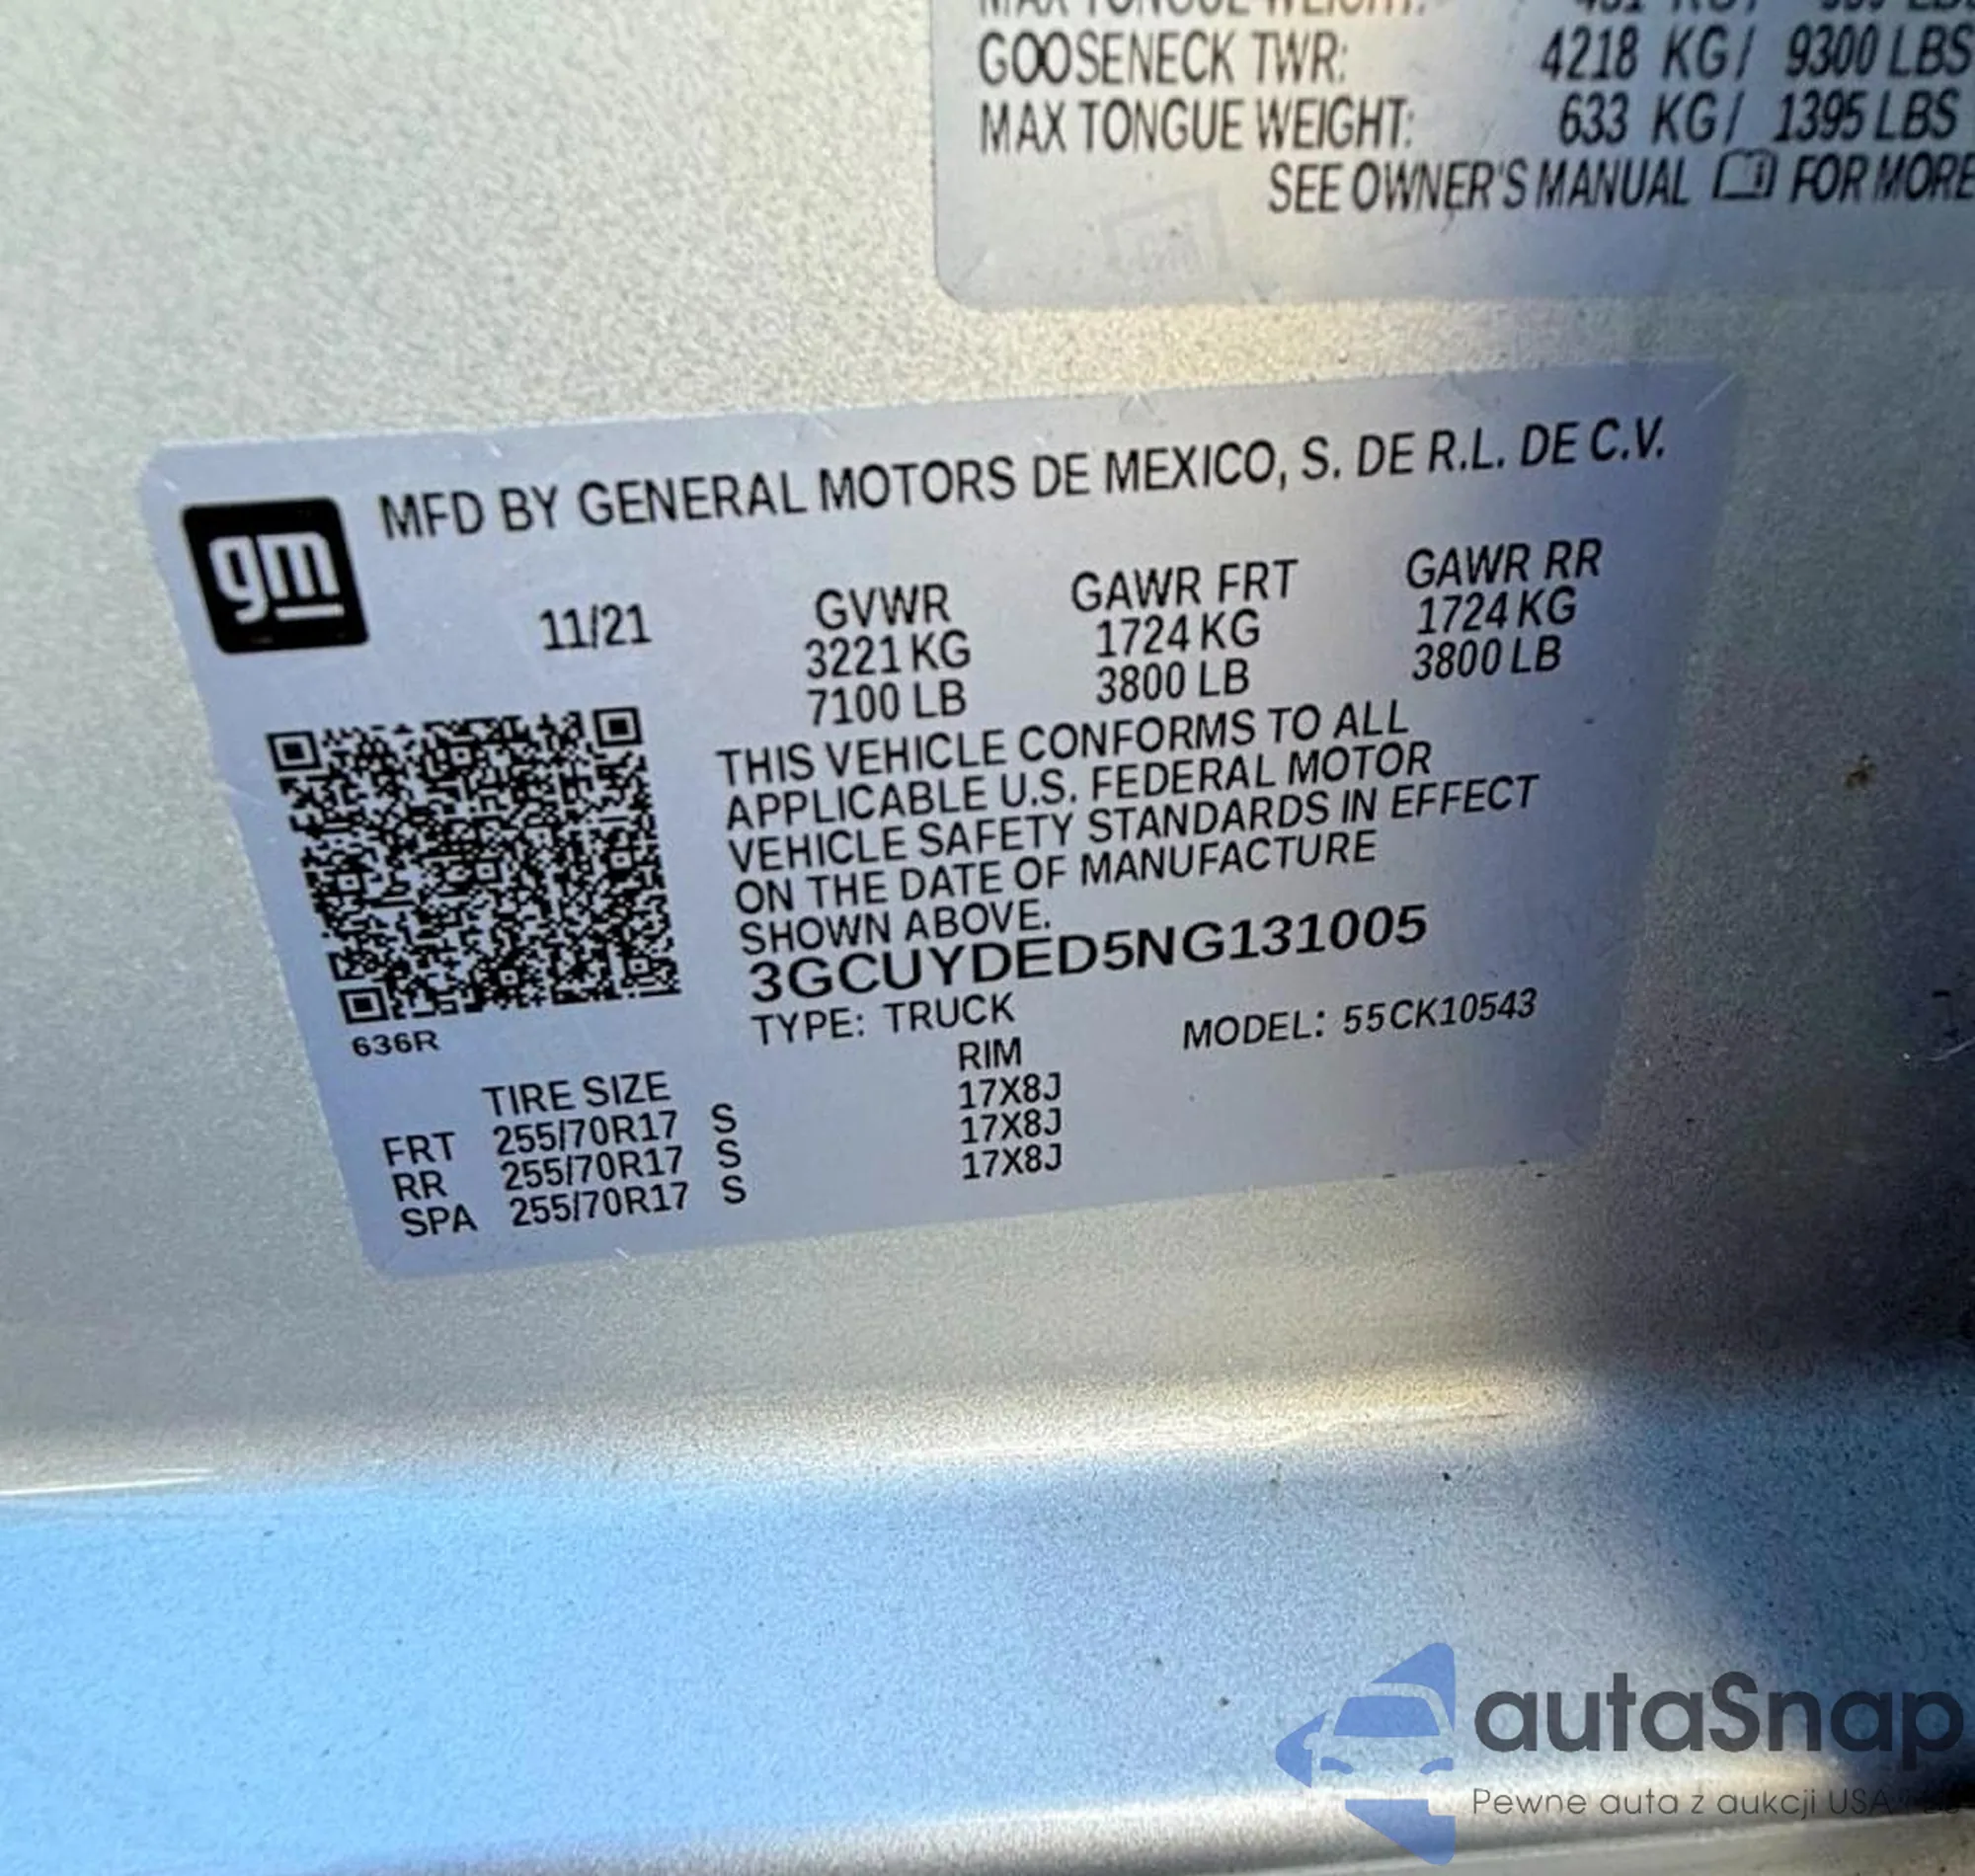 MAX TONGUE WEIGHT:
GOOSENECK TWR: 4218 KG/ 9300 LBS
MAX TONGUE WEIGHT: 633 KG/ 1395 LBS
SEE OWNER'S MANUAL FOR MORE
gm
MFD BY GENERAL MOTORS DE MEXICO, S. DE R.L. DE C.V.
11/21 GVWR GAWR FRT GAWR RR
3221 KG 1724 KG 1724 KG
7100 LB 3800 LB 3800 LB
THIS VEHICLE CONFORMS TO ALL
APPLICABLE U.S. FEDERAL MOTOR
VEHICLE SAFETY STANDARDS IN EFFECT
ON THE DATE OF MANUFACTURE
SHOWN ABOVE.
3GCUYDED5NG131005
TYPE: TRUCK MODEL: 55CK10543
636R
TIRE SIZE RIM
FRT 255/70R17 S 17X8J
RR 255/70R17 S 17X8J
SPA 255/70R17 S 17X8J
autaSnap
Pewne auta z aukcji USA